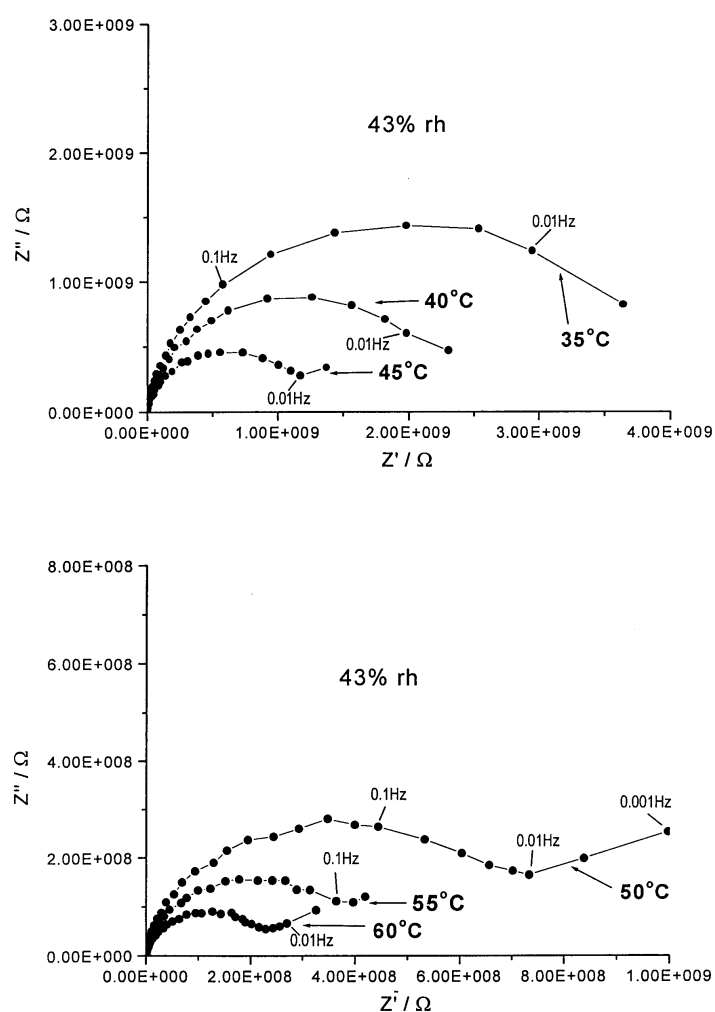 3.00E+009
43% rh
2.00E+009
Z'' / Ω
0.01Hz
0.1Hz
1.00E+009
40°C
0.01Hz
35°C
45°C
0.01Hz
0.00E+000
0.00E+000 1.00E+009 2.00E+009 3.00E+009 4.00E+009
Z' / Ω
8.00E+008
6.00E+008
43% rh
Z'' / Ω
4.00E+008
0.1Hz
0.001Hz
0.01Hz
2.00E+008
0.1Hz
50°C
55°C
60°C
0.01Hz
0.00E+000
0.00E+000 2.00E+008 4.00E+008 6.00E+008 8.00E+008 1.00E+009
Z' / Ω